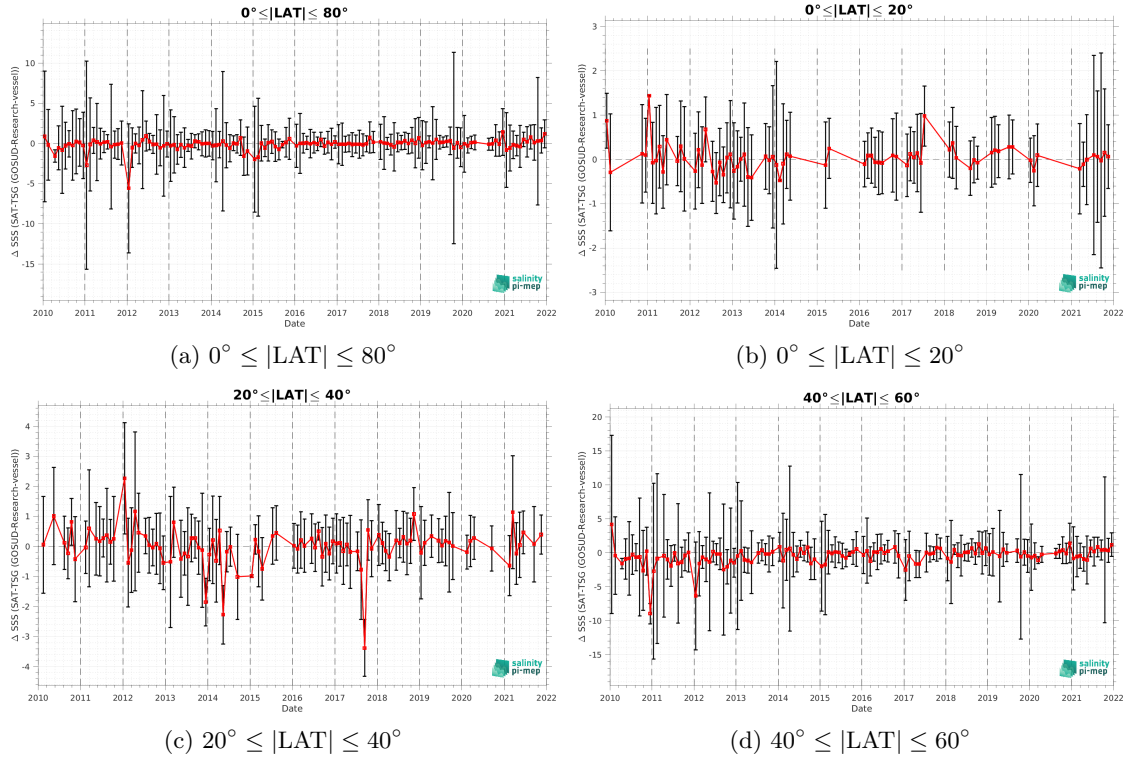 0°≤|LAT|≤ 80°
Δ SSS (SAT-TSG (GOSUD-Research-vessel))
10
5
0
-5
-10
-15
2010 2011 2012 2013 2014 2015 2016 2017 2018 2019 2020 2021 2022
Date
salinity
pi-mep
(a) 0° ≤ |LAT| ≤ 80°
0°≤|LAT|≤ 20°
Δ SSS (SAT-TSG (GOSUD-Research-vessel))
3
2
1
0
-1
-2
-3
2010 2011 2012 2013 2014 2015 2016 2017 2018 2019 2020 2021 2022
Date
salinity
pi-mep
(b) 0° ≤ |LAT| ≤ 20°
20°≤|LAT|≤ 40°
Δ SSS (SAT-TSG (GOSUD-Research-vessel))
4
3
2
1
0
-1
-2
-3
-4
2010 2011 2012 2013 2014 2015 2016 2017 2018 2019 2020 2021 2022
Date
salinity
pi-mep
(c) 20° ≤ |LAT| ≤ 40°
40°≤|LAT|≤ 60°
Δ SSS (SAT-TSG (GOSUD-Research-vessel))
20
15
10
5
0
-5
-10
-15
2010 2011 2012 2013 2014 2015 2016 2017 2018 2019 2020 2021 2022
Date
salinity
pi-mep
(d) 40° ≤ |LAT| ≤ 60°